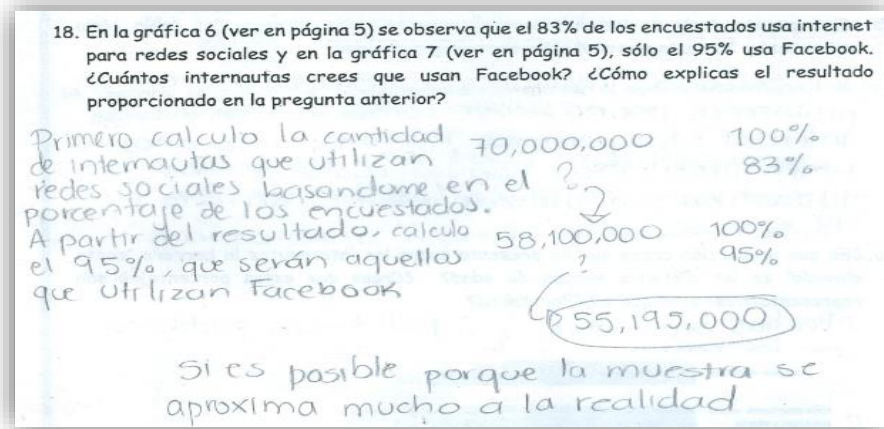 18. En la gráfica 6 (ver en página 5) se observa que el 83% de los encuestados usa internet
para redes sociales y en la gráfica 7 (ver en página 5), sólo el 95% usa Facebook.
¿Cuántos internautas crees que usan Facebook? ¿Cómo explicas el resultado
proporcionado en la pregunta anterior?
Primero calculo la cantidad 70,000,000 100%
de internautas que utilizan ? 83%
redes sociales basandome en el
porcentaje de los encuestados.
A partir del resultado, calculo 58,100,000 100%
el 95%, que serán aquellos ? 95%
que utilizan Facebook
55,195,000
Si es posible porque la muestra se
aproxima mucho a la realidad